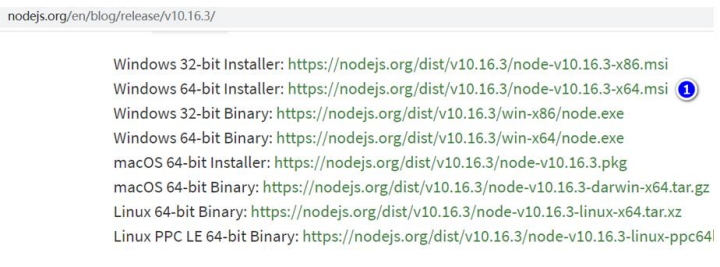 nodejs.org/en/blog/release/v10.16.3/
Windows 32-bit Installer: https://nodejs.org/dist/v10.16.3/node-v10.16.3-x86.msi
Windows 64-bit Installer: https://nodejs.org/dist/v10.16.3/node-v10.16.3-x64.msi 1
Windows 32-bit Binary: https://nodejs.org/dist/v10.16.3/win-x86/node.exe
Windows 64-bit Binary: https://nodejs.org/dist/v10.16.3/win-x64/node.exe
macOS 64-bit Installer: https://nodejs.org/dist/v10.16.3/node-v10.16.3.pkg
macOS 64-bit Binary: https://nodejs.org/dist/v10.16.3/node-v10.16.3-darwin-x64.tar.gz
Linux 64-bit Binary: https://nodejs.org/dist/v10.16.3/node-v10.16.3-linux-x64.tar.xz
Linux PPC LE 64-bit Binary: https://nodejs.org/dist/v10.16.3/node-v10.16.3-linux-ppc64